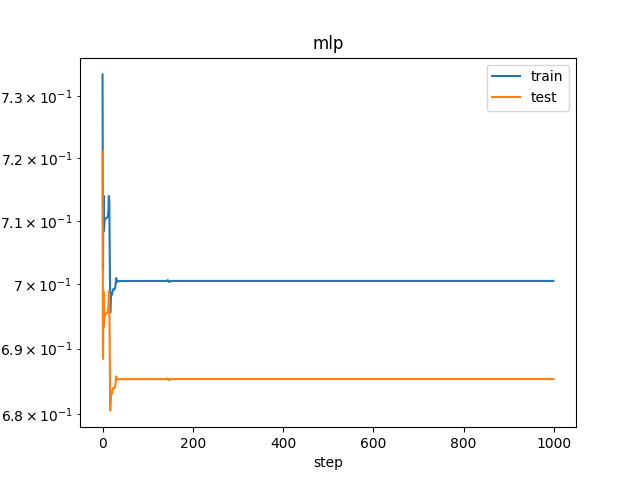 mlp
7.3 × 10⁻¹
7.2 × 10⁻¹
7.1 × 10⁻¹
7 × 10⁻¹
6.9 × 10⁻¹
6.8 × 10⁻¹
train
test
0 200 400 600 800 1000
step